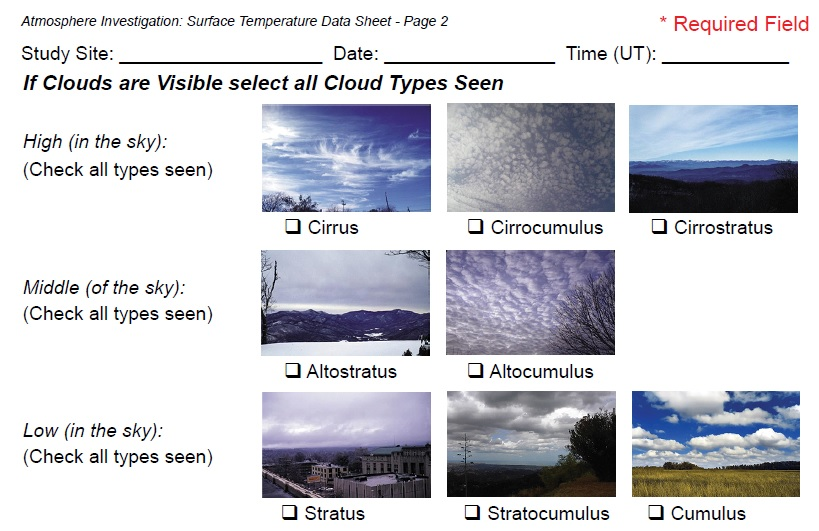 Atmosphere Investigation: Surface Temperature Data Sheet - Page 2
* Required Field
Study Site: ____________________ Date: _________________ Time (UT): ____________
If Clouds are Visible select all Cloud Types Seen
High (in the sky):
(Check all types seen)
❑ Cirrus ❑ Cirrocumulus ❑ Cirrostratus
Middle (of the sky):
(Check all types seen)
❑ Altostratus ❑ Altocumulus
Low (in the sky):
(Check all types seen)
❑ Stratus ❑ Stratocumulus ❑ Cumulus